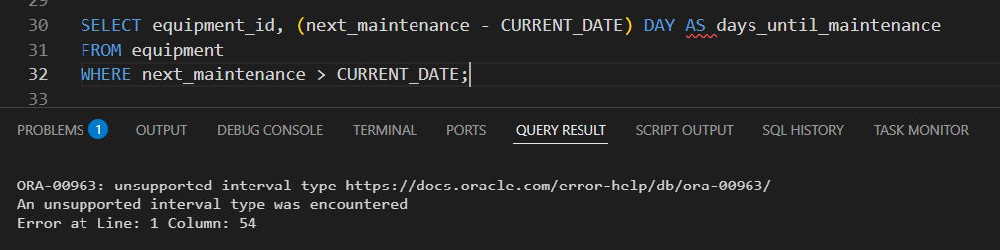 29
30 SELECT equipment_id, (next_maintenance - CURRENT_DATE) DAY AS days_until_maintenance
31 FROM equipment
32 WHERE next_maintenance > CURRENT_DATE;
33
PROBLEMS 1 OUTPUT DEBUG CONSOLE TERMINAL PORTS QUERY RESULT SCRIPT OUTPUT SQL HISTORY TASK MONITOR
ORA-00963: unsupported interval type https://docs.oracle.com/error-help/db/ora-00963/
An unsupported interval type was encountered
Error at Line: 1 Column: 54